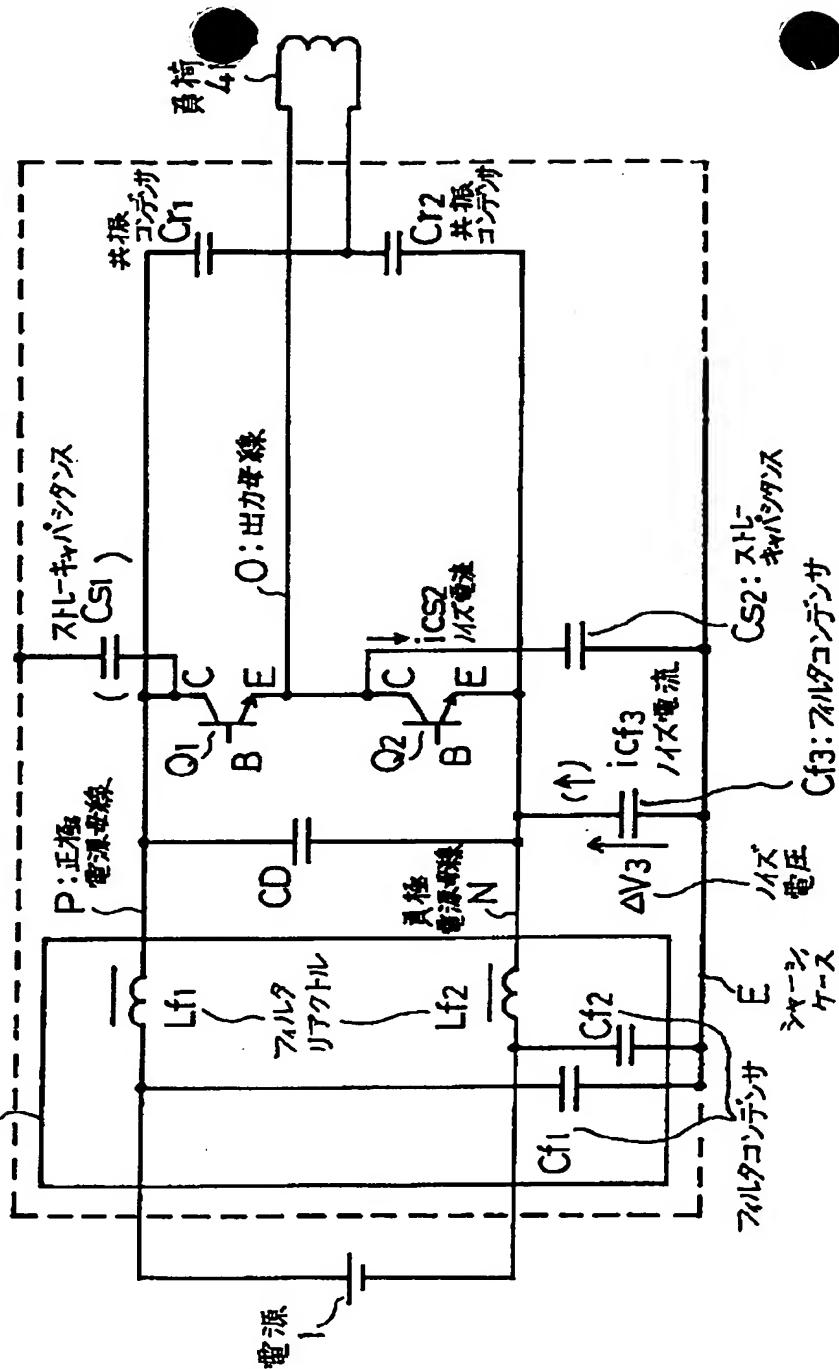 負荷
4
共振
コンデンサ
Cr1
Cr2
共振
コンデンサ
ストレーキャパシタンス
( Cs1 )
O:出力母線
C
E
Q1
B
ics2
ノイズ電流
C
E
Q2
B
Cs2:ストレー
キャパシタンス
P:正極
電源母線
CD
負極
電源母線
N
(↑)
icf3
ノイズ電流
Cf3:フィルタコンデンサ
ΔV3
ノイズ
電圧
Lf1
フィルタ
リアクトル
Lf2
E
シャーシ,
ケース
Cf2
Cf1
フィルタコンデンサ
電源
1